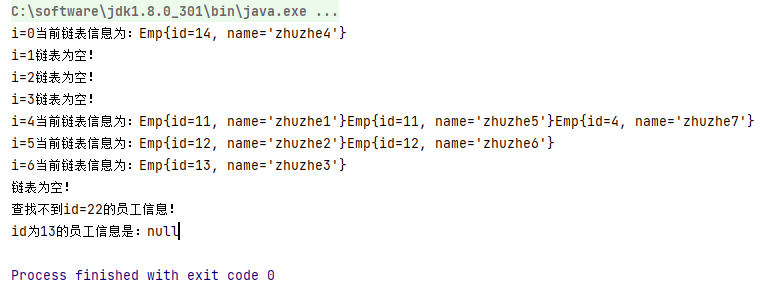 C:\software\jdk1.8.0_301\bin\java.exe ...
i=0当前链表信息为：Emp{id=14, name='zhuzhe4'}
i=1链表为空！
i=2链表为空！
i=3链表为空！
i=4当前链表信息为：Emp{id=11, name='zhuzhe1'}Emp{id=11, name='zhuzhe5'}Emp{id=4, name='zhuzhe7'}
i=5当前链表信息为：Emp{id=12, name='zhuzhe2'}Emp{id=12, name='zhuzhe6'}
i=6当前链表信息为：Emp{id=13, name='zhuzhe3'}
链表为空！
查找不到id=22的员工信息！
id为13的员工信息是：null
Process finished with exit code 0